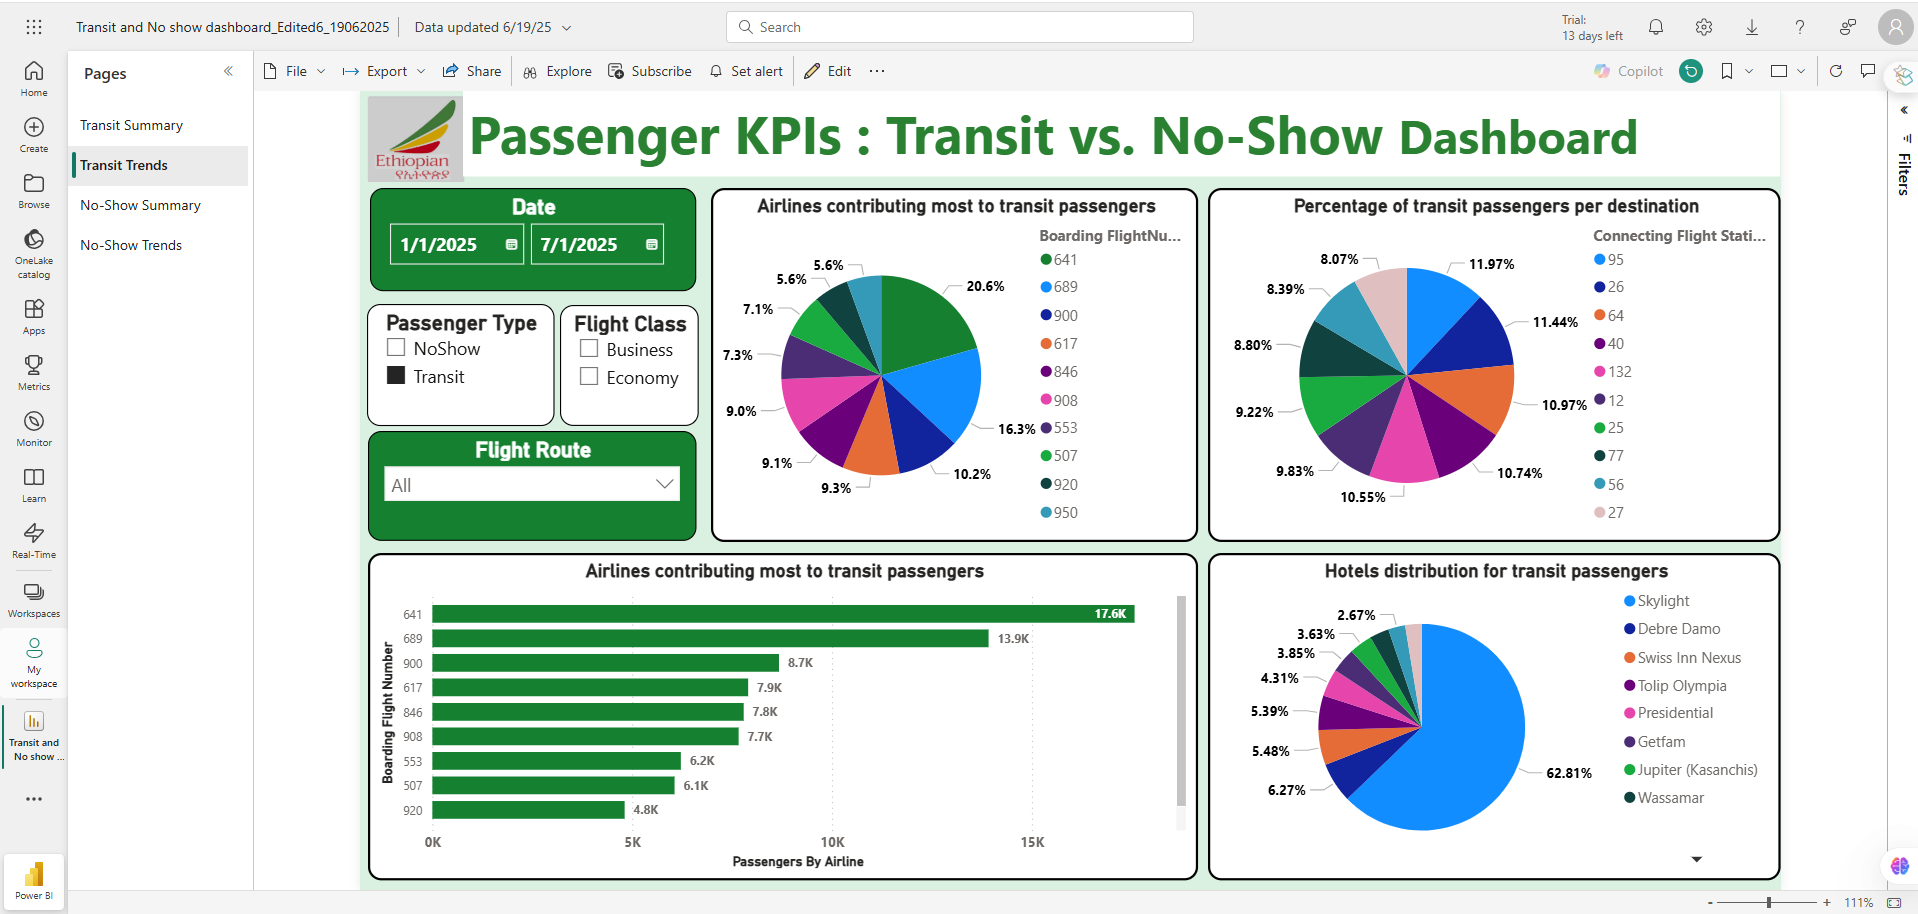 Transit and No show dashboard_Edited6_19062025
Data updated 6/19/25
Search
Trial:
13 days left
Home
Create
Browse
OneLake
catalog
Apps
Metrics
Monitor
Learn
Real-Time
Workspaces
My
workspace
Transit and
No show ...
Power BI
Pages
Transit Summary
Transit Trends
No-Show Summary
No-Show Trends
File
Export
Share
Explore
Subscribe
Set alert
Edit
Copilot
Filters
Ethiopian
Passenger KPIs : Transit vs. No-Show Dashboard
Date
1/1/2025
7/1/2025
Passenger Type
NoShow
Transit
Flight Class
Business
Economy
Flight Route
All
Airlines contributing most to transit passengers
Boarding FlightNu...
641
689
900
617
846
908
553
507
920
950
20.6%
16.3%
10.2%
9.3%
9.1%
9.0%
7.3%
7.1%
5.6%
5.6%
Percentage of transit passengers per destination
Connecting Flight Stati...
95
26
64
40
132
12
25
77
56
27
11.97%
11.44%
10.97%
10.74%
10.55%
9.83%
9.22%
8.80%
8.39%
8.07%
Airlines contributing most to transit passengers
Boarding Flight Number
641 17.6K
689 13.9K
900 8.7K
617 7.9K
846 7.8K
908 7.7K
553 6.2K
507 6.1K
920 4.8K
0K 5K 10K 15K
Passengers By Airline
Hotels distribution for transit passengers
Skylight
Debre Damo
Swiss Inn Nexus
Tolip Olympia
Presidential
Getfam
Jupiter (Kasanchis)
Wassamar
62.81%
6.27%
5.48%
5.39%
4.31%
3.85%
3.63%
2.67%
- + 111%